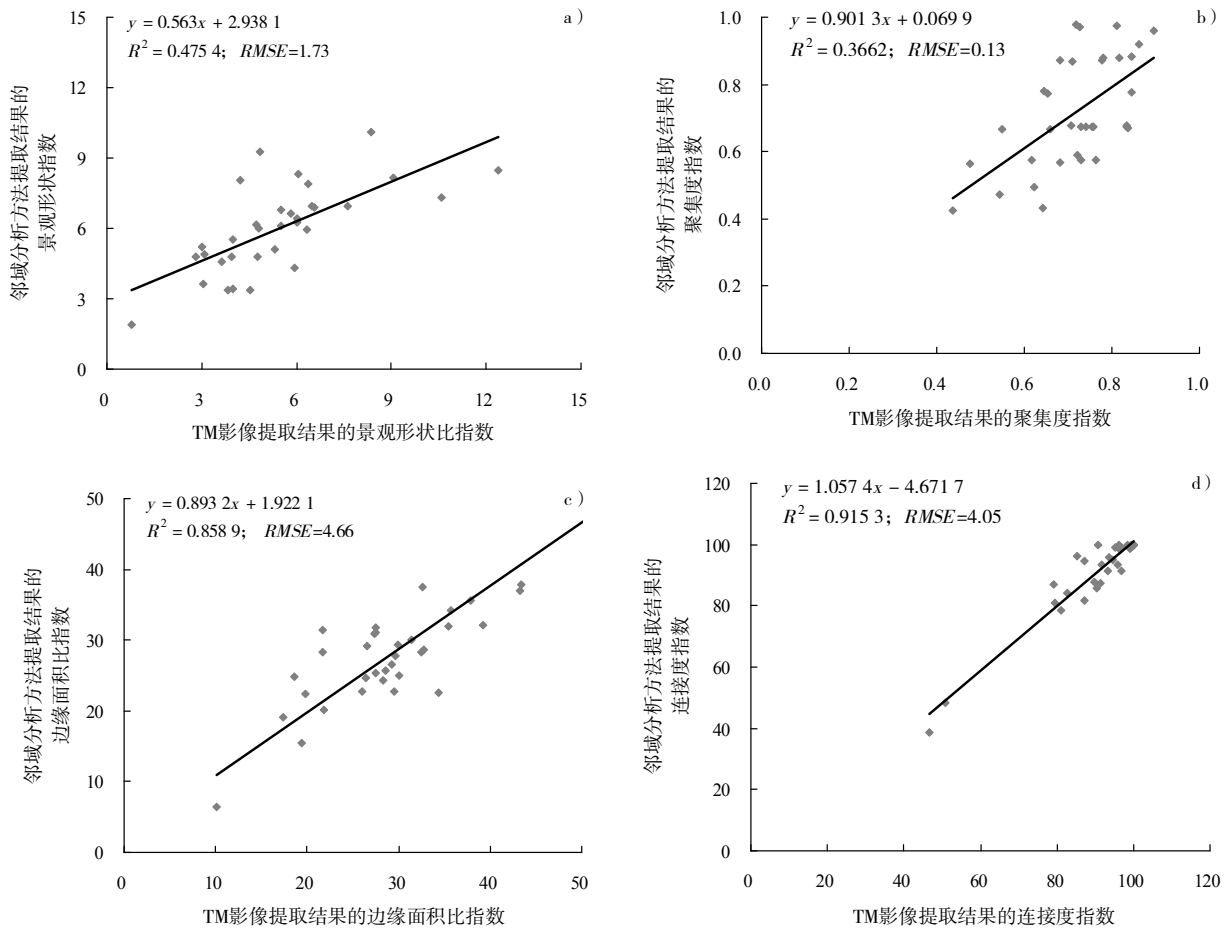 a）
y = 0.563x + 2.938 1
R² = 0.475 4；RMSE=1.73
15
12
9
6
3
0
0 3 6 9 12 15
邻域分析方法提取结果的
景观形状指数
TM影像提取结果的景观形状比指数
b）
y = 0.901 3x + 0.069 9
R² = 0.3662；RMSE=0.13
1.0
0.8
0.6
0.4
0.2
0.0
0.0 0.2 0.4 0.6 0.8 1.0
邻域分析方法提取结果的
聚集度指数
TM影像提取结果的聚集度指数
c）
y = 0.893 2x + 1.922 1
R² = 0.858 9； RMSE=4.66
50
40
30
20
10
0
0 10 20 30 40 50
邻域分析方法提取结果的
边缘面积比指数
TM影像提取结果的边缘面积比指数
d）
y = 1.057 4x − 4.671 7
R² = 0.915 3；RMSE=4.05
120
100
80
60
40
20
0
0 20 40 60 80 100 120
邻域分析方法提取结果的
连接度指数
TM影像提取结果的连接度指数